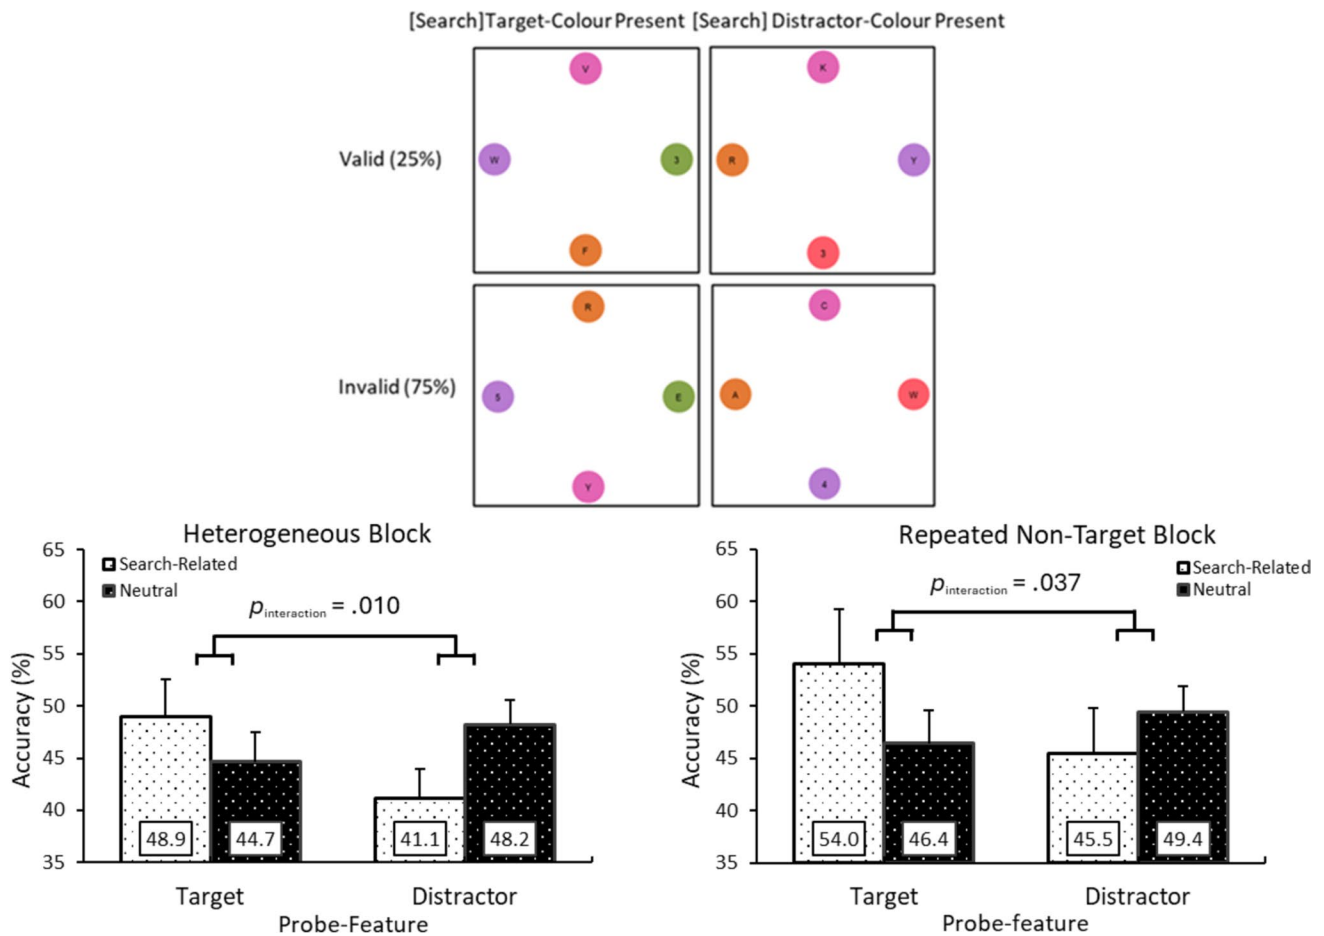 [Search]Target-Colour Present [Search] Distractor-Colour Present
V
W
3
F
K
R
Y
3
Valid (25%)
R
5
E
Y
C
A
W
4
Invalid (75%)
Heterogeneous Block
65
60
55
50
45
40
35
Accuracy (%)
Search-Related
Neutral
pinteraction = .010
48.9
44.7
41.1
48.2
Target
Distractor
Probe-Feature
Repeated Non-Target Block
65
60
55
50
45
40
35
Accuracy (%)
Search-Related
Neutral
pinteraction = .037
54.0
46.4
45.5
49.4
Target
Distractor
Probe-feature